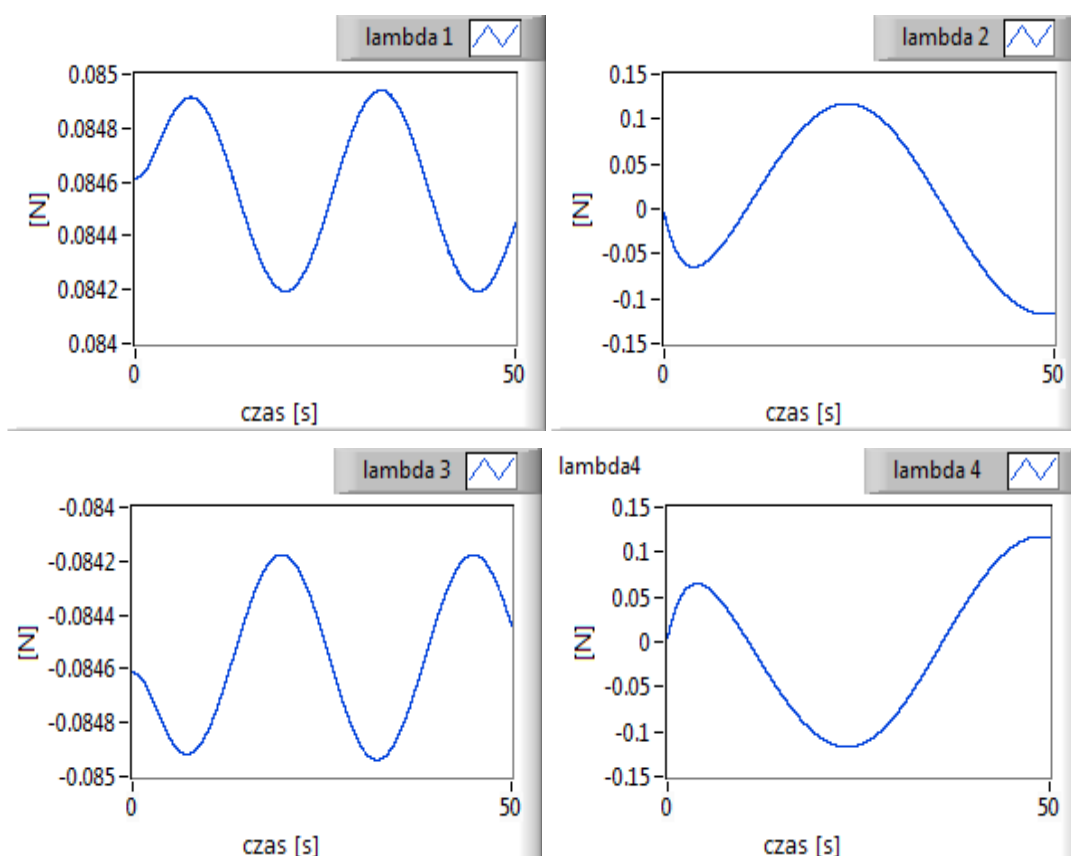 lambda 1
0.085
0.0848
0.0846
0.0844
0.0842
0.084
[N]
0
50
czas [s]
lambda 2
0.15
0.1
0.05
0
-0.05
-0.1
-0.15
[N]
0
50
czas [s]
lambda 3
-0.084
-0.0842
-0.0844
-0.0846
-0.0848
-0.085
[N]
0
50
czas [s]
lambda4
lambda 4
0.15
0.1
0.05
0
-0.05
-0.1
-0.15
[N]
0
50
czas [s]